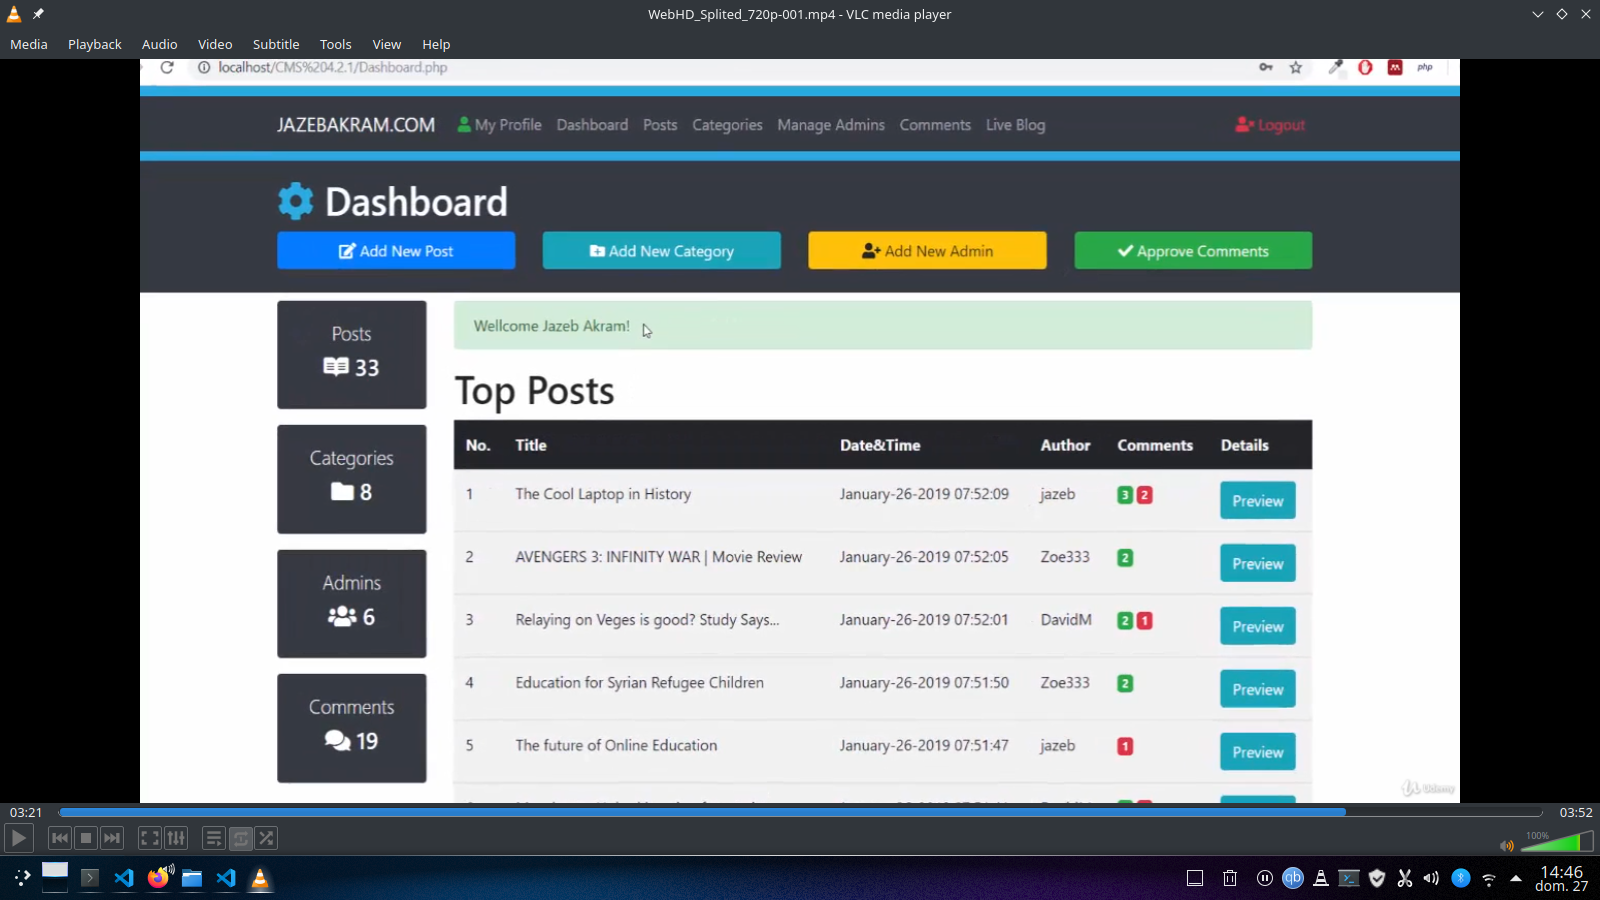 WebHD_Splited_720p-001.mp4 - VLC media player
Media Playback Audio Video Subtitle Tools View Help
localhost/CMS%204.2.1/Dashboard.php
php
JAZEBAKRAM.COM My Profile Dashboard Posts Categories Manage Admins Comments Live Blog Logout
Dashboard
Add New Post Add New Category Add New Admin Approve Comments
Posts
33
Categories
8
Admins
6
Comments
19
Wellcome Jazeb Akram!
Top Posts
No. Title Date&Time Author Comments Details
1 The Cool Laptop in History January-26-2019 07:52:09 jazeb 3 2 Preview
2 AVENGERS 3: INFINITY WAR | Movie Review January-26-2019 07:52:05 Zoe333 2 Preview
3 Relaying on Veges is good? Study Says... January-26-2019 07:52:01 DavidM 2 1 Preview
4 Education for Syrian Refugee Children January-26-2019 07:51:50 Zoe333 2 Preview
5 The future of Online Education January-26-2019 07:51:47 jazeb 1 Preview
Udemy
03:21 03:52
100%
qb
14:46
dom. 27